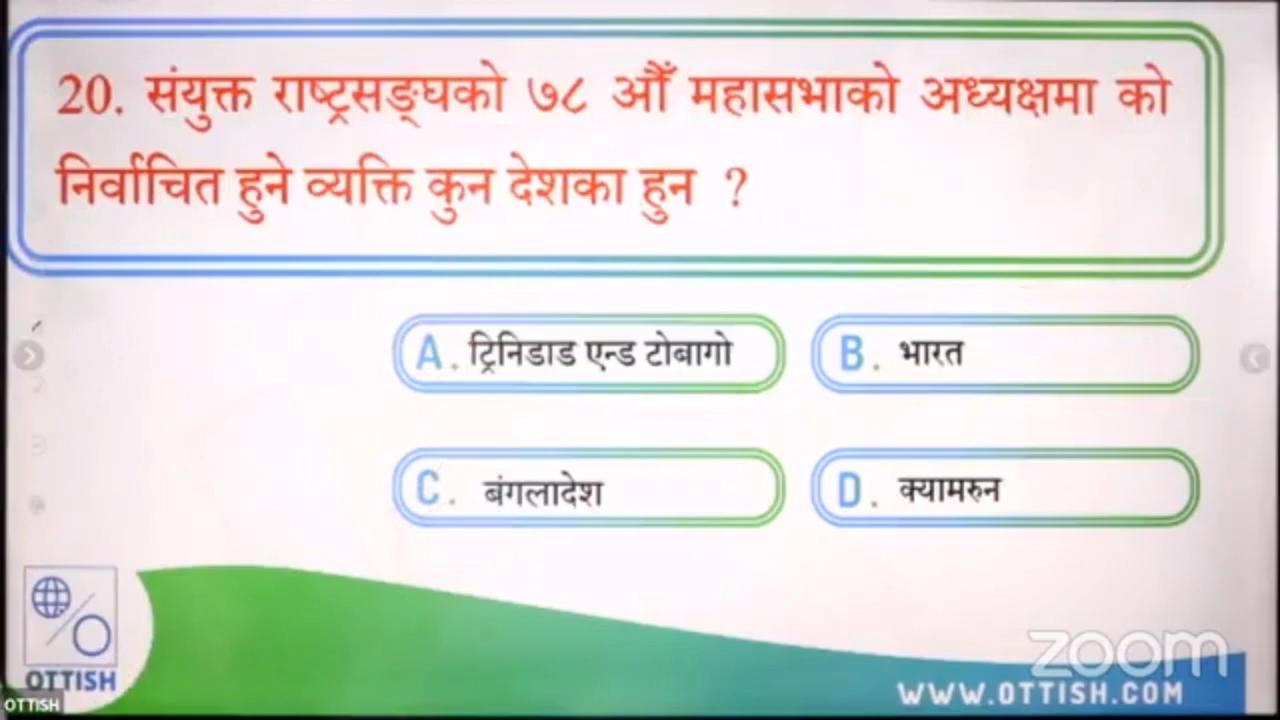 20. संयुक्त राष्ट्रसङ्घको ७८ औँ महासभाको अध्यक्षमा को
निर्वाचित हुने व्यक्ति कुन देशका हुन ?
A. ट्रिनिडाड एन्ड टोबागो
B. भारत
C. बंगलादेश
D. क्यामरुन
OTTISH
OTTISH
zoom
WWW.OTTISH.COM